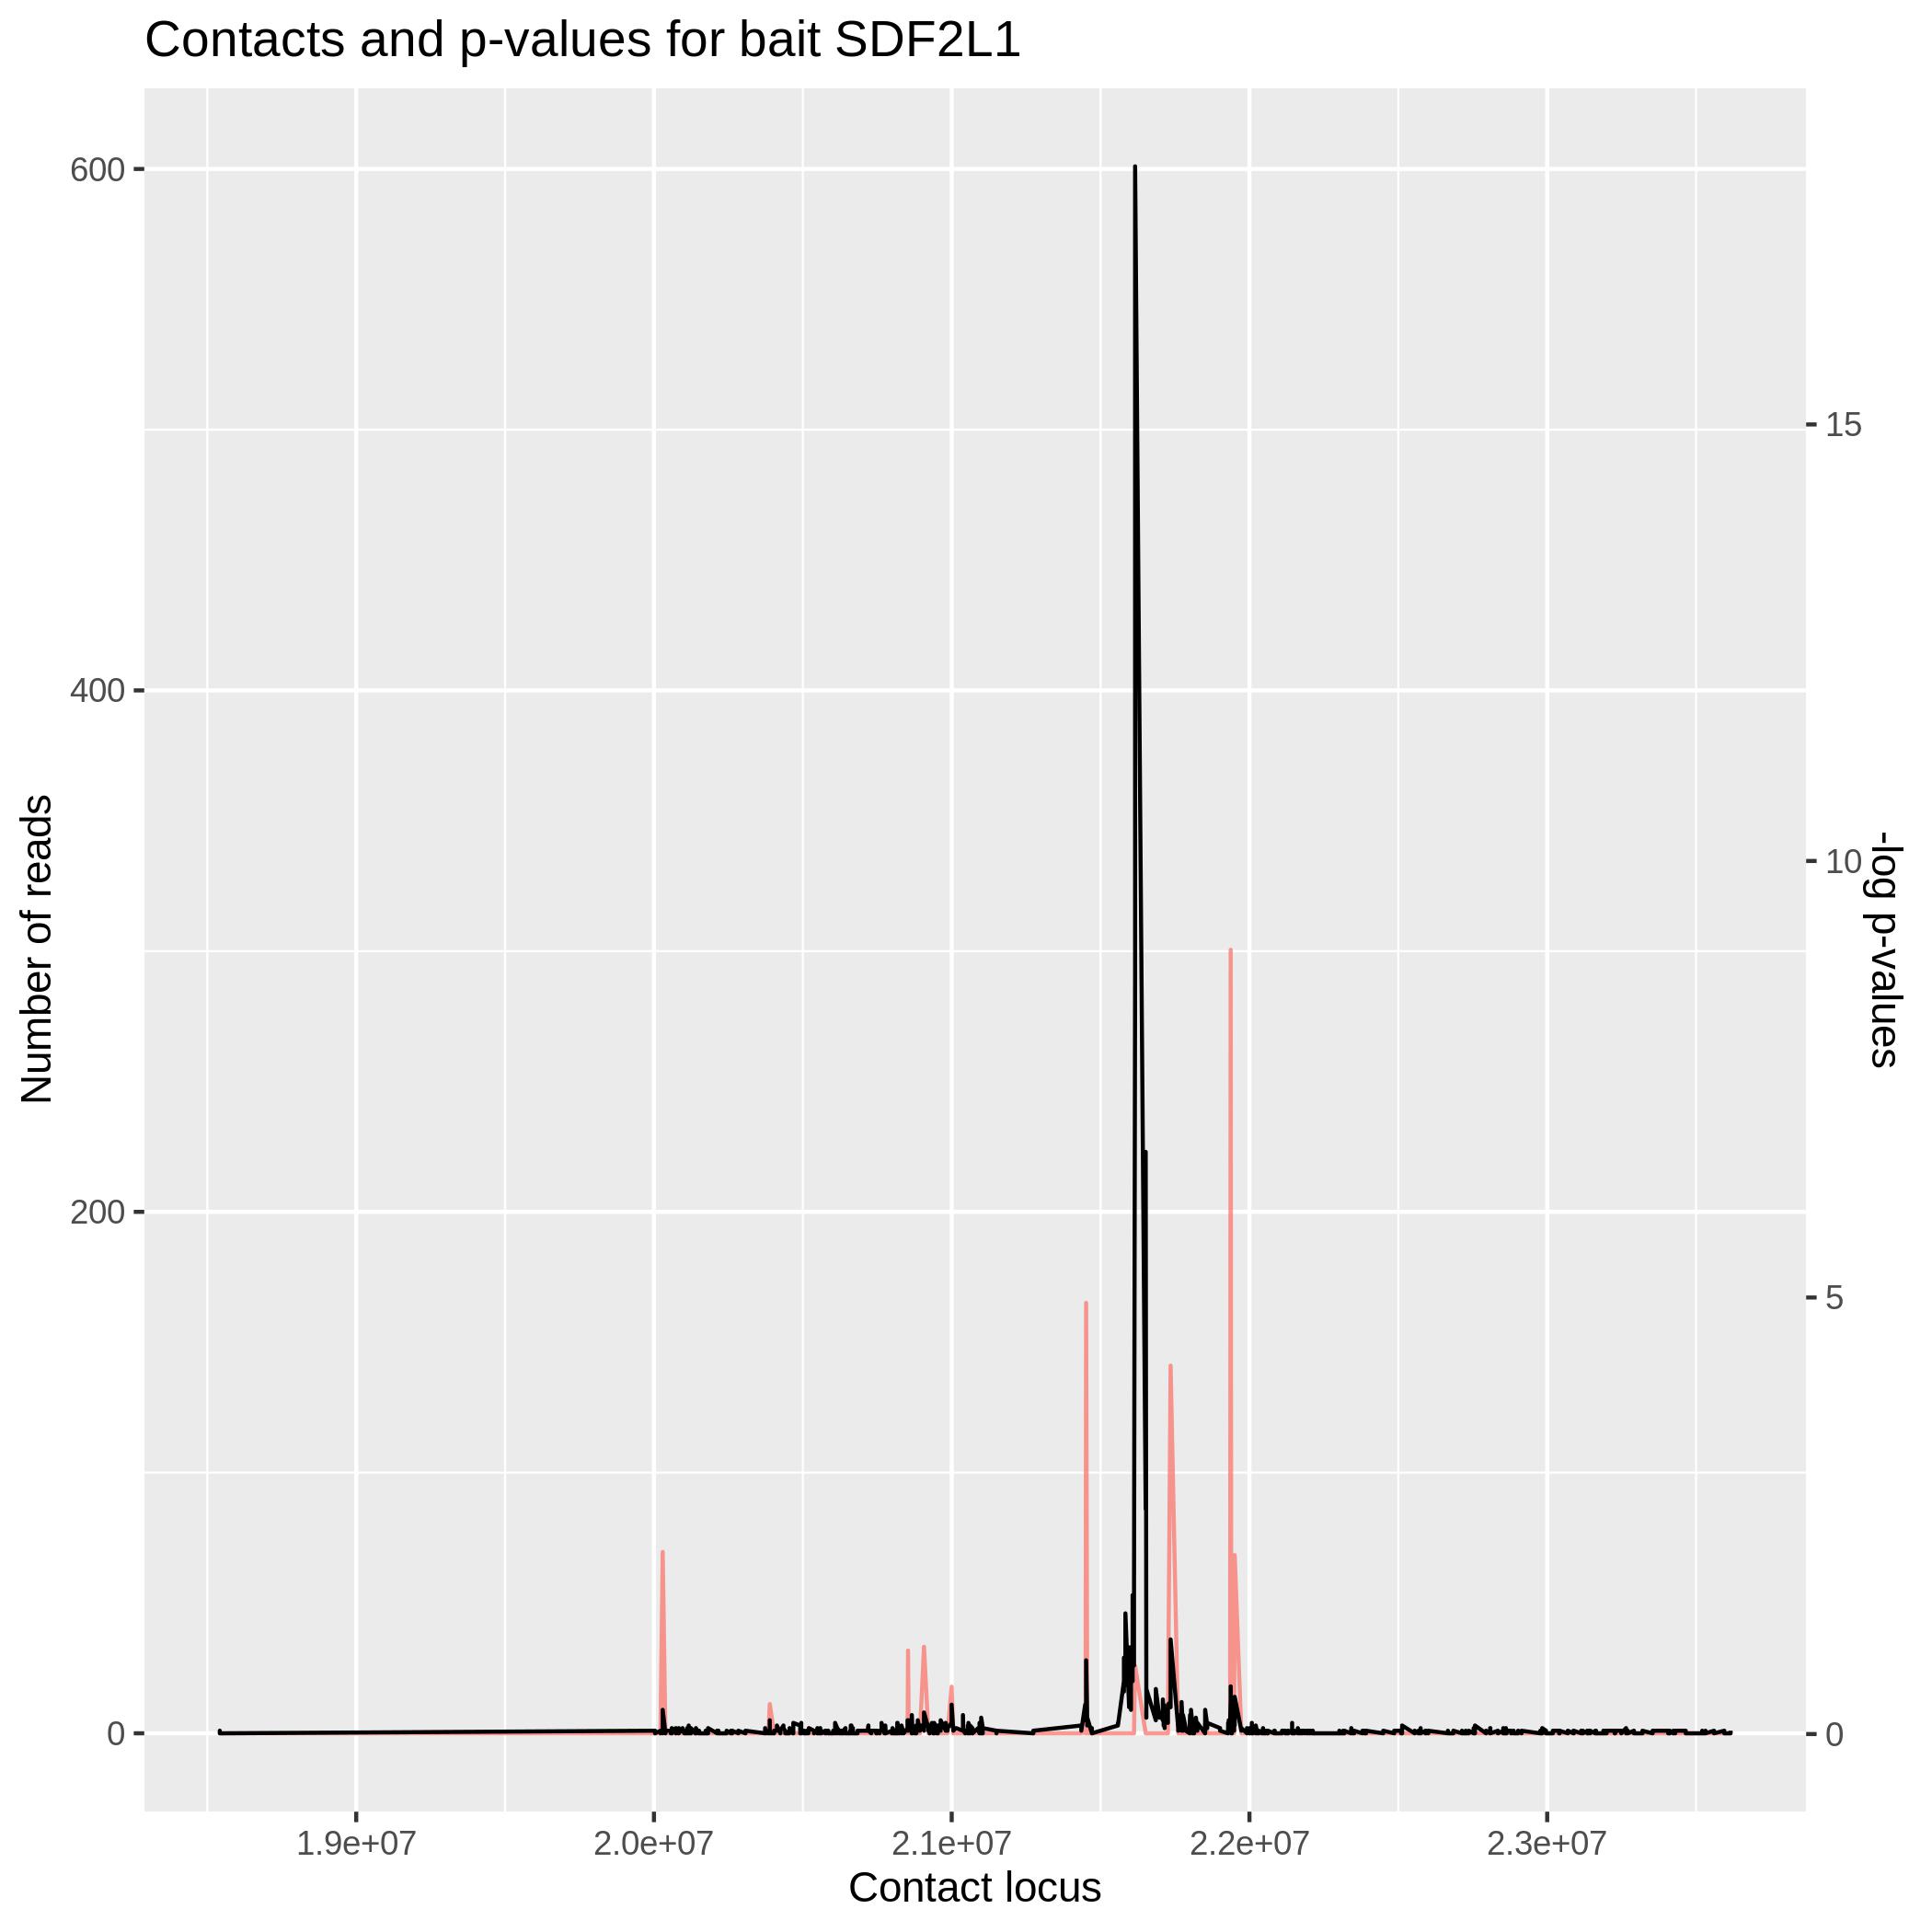 Contacts and p-values for bait SDF2L1
600
400
200
0
Number of reads
15
10
5
0
-log p-values
1.9e+07
2.0e+07
2.1e+07
2.2e+07
2.3e+07
Contact locus